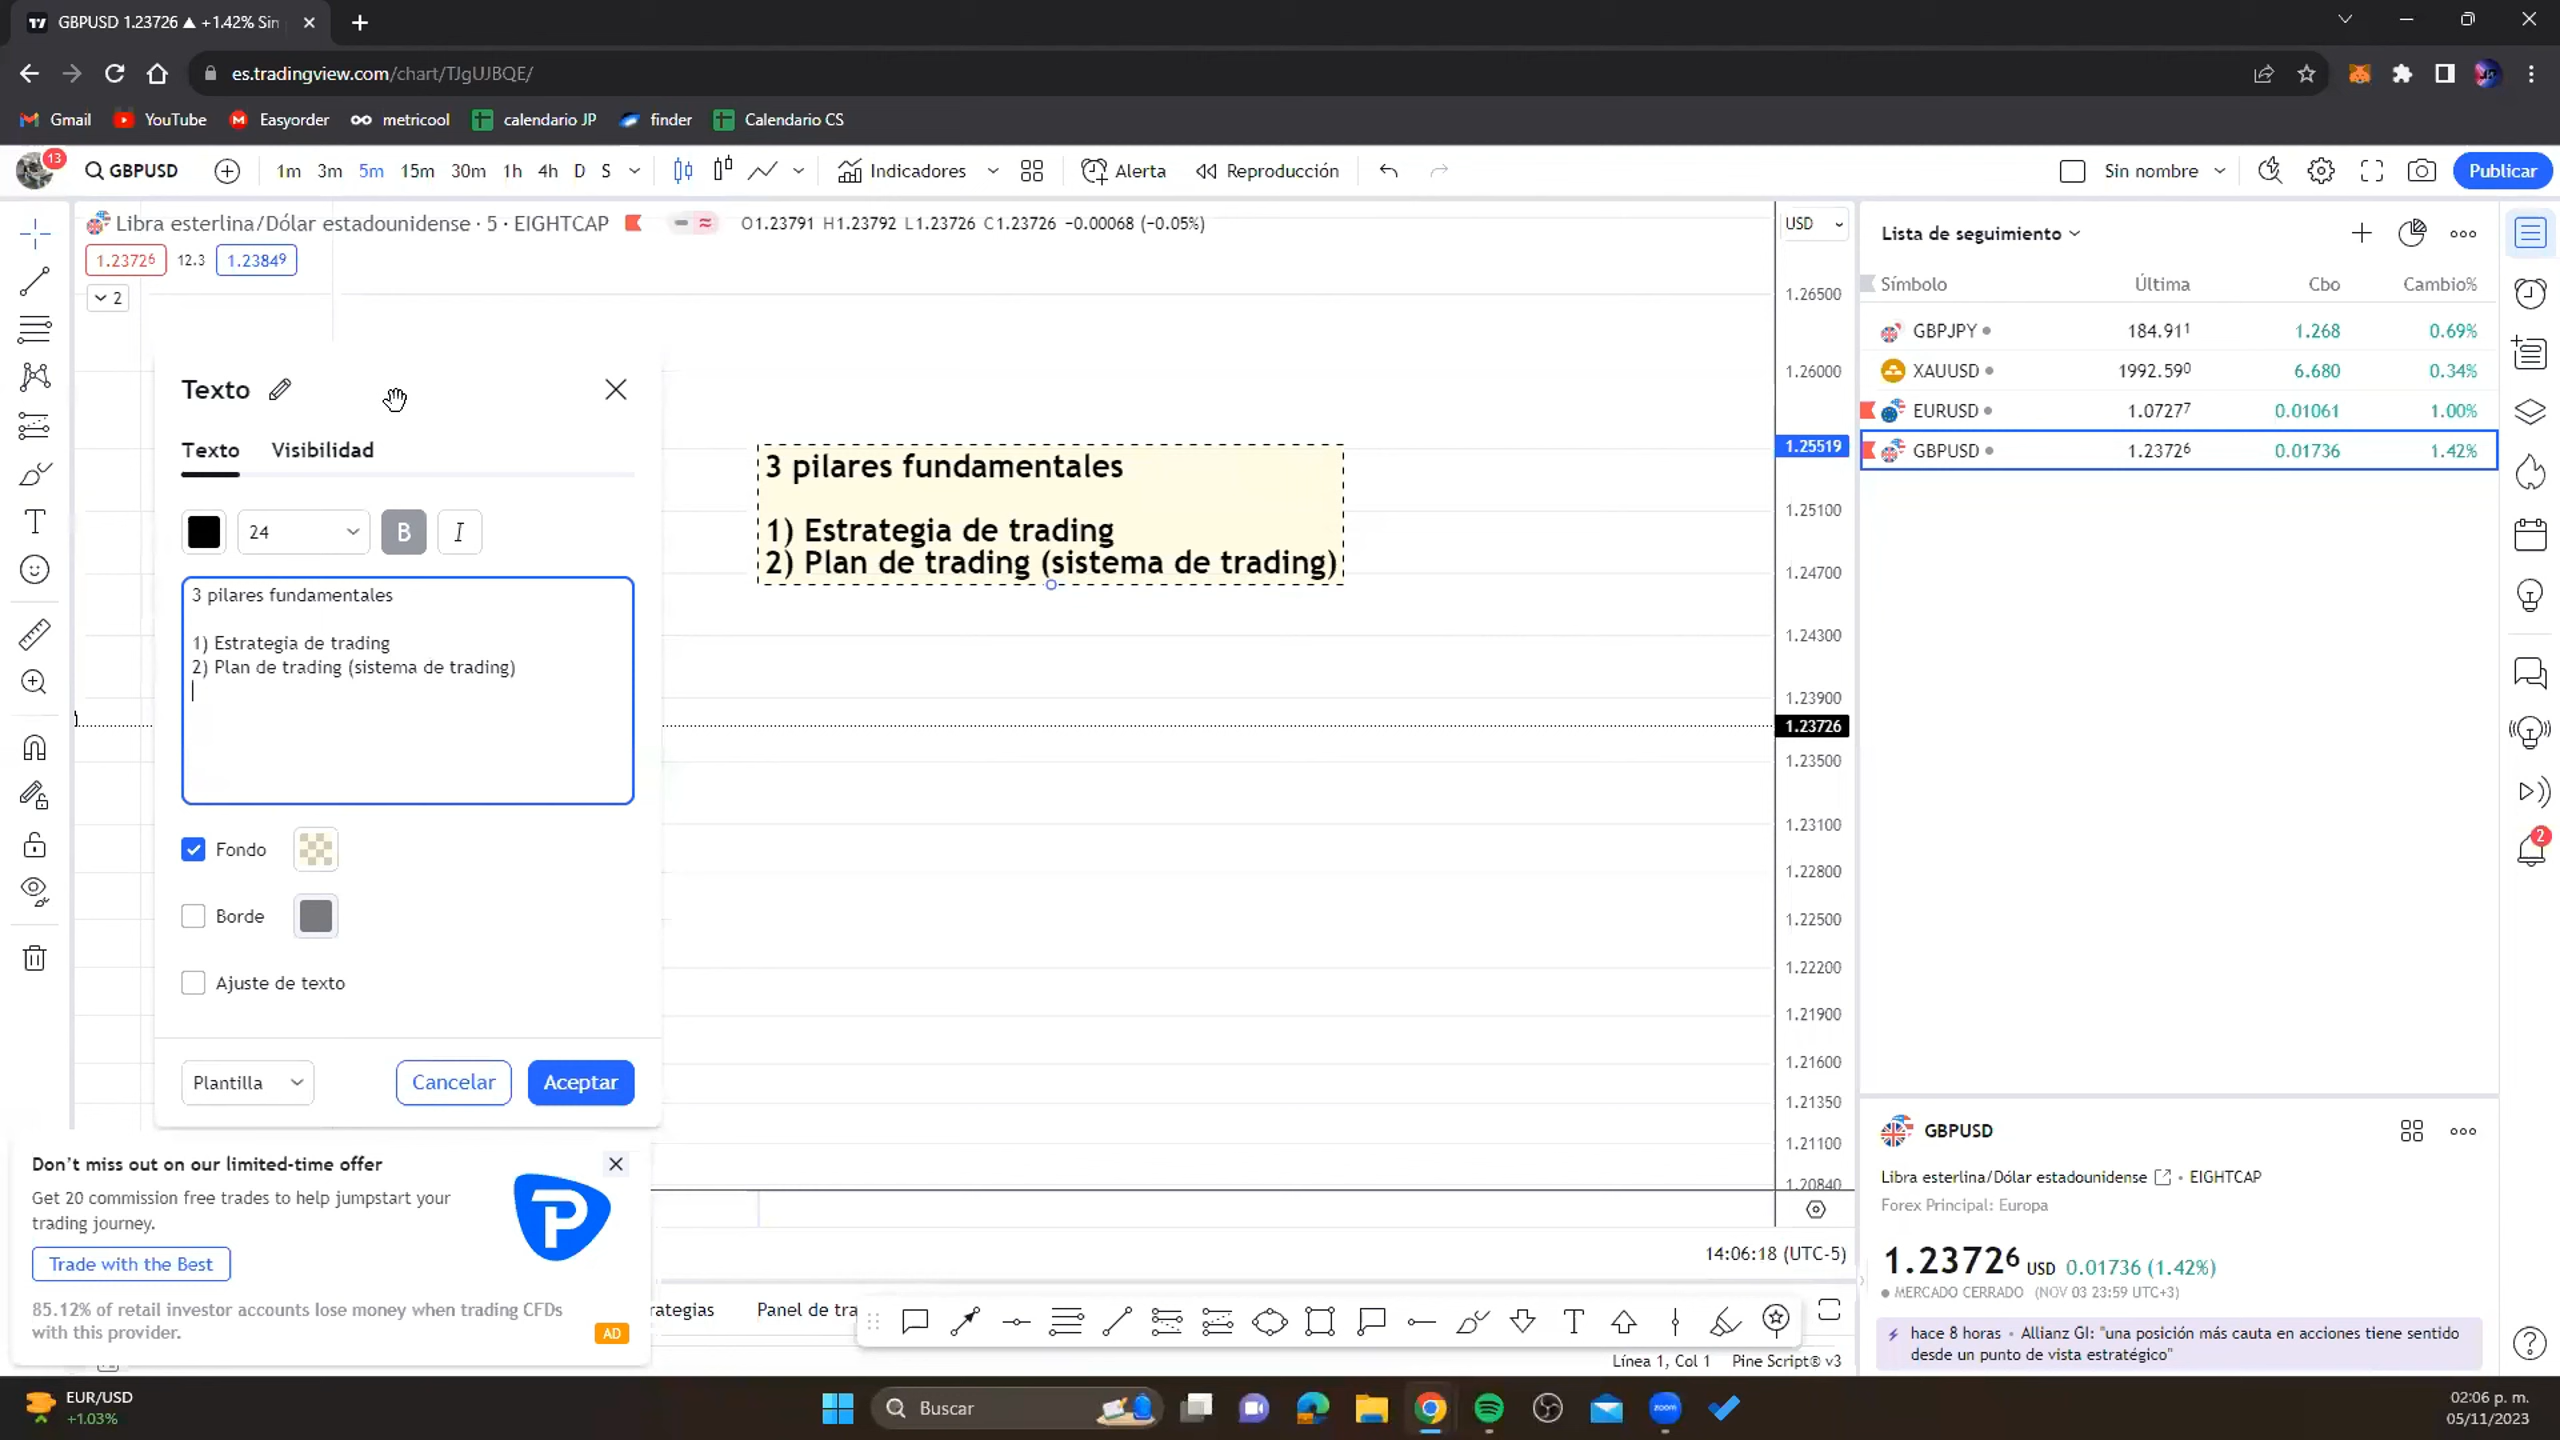 GBPUSD 1.23726 ▲ +1.42% Sin
es.tradingview.com/chart/TJgUJBQE/
Gmail YouTube Easyorder metricool calendario JP finder Calendario CS
13 GBPUSD 1m 3m 5m 15m 30m 1h 4h D S Indicadores Alerta Reproducción Sin nombre Publicar
Libra esterlina/Dólar estadounidense · 5 · EIGHTCAP O1.23791 H1.23792 L1.23726 C1.23726 −0.00068 (−0.05%)
1.23726 12.3 1.23849
2
USD
1.26500
1.26000
1.25519
1.25100
1.24700
1.24300
1.23900
1.23726
1.23500
1.23100
1.22800
1.22500
1.22200
1.21900
1.21600
1.21350
1.21100
1.20840
Texto
Texto Visibilidad
24 B I
3 pilares fundamentales
1) Estrategia de trading
2) Plan de trading (sistema de trading)
Fondo
Borde
Ajuste de texto
Plantilla Cancelar Aceptar
3 pilares fundamentales
1) Estrategia de trading
2) Plan de trading (sistema de trading)
Don't miss out on our limited-time offer
Get 20 commission free trades to help jumpstart your
trading journey.
Trade with the Best
85.12% of retail investor accounts lose money when trading CFDs
with this provider.
AD
14:06:18 (UTC-5)
rategias Panel de tra
Línea 1, Col 1 Pine Script® v3
Lista de seguimiento
Símbolo Última Cbo Cambio%
GBPJPY 184.911 1.268 0.69%
XAUUSD 1992.590 6.680 0.34%
EURUSD 1.07277 0.01061 1.00%
GBPUSD 1.23726 0.01736 1.42%
2
GBPUSD
Libra esterlina/Dólar estadounidense • EIGHTCAP
Forex Principal: Europa
1.23726 USD 0.01736 (1.42%)
MERCADO CERRADO (NOV 03 23:59 UTC+3)
hace 8 horas • Allianz GI: "una posición más cauta en acciones tiene sentido
desde un punto de vista estratégico"
EUR/USD
+1.03%
Buscar
zoom
02:06 p. m.
05/11/2023